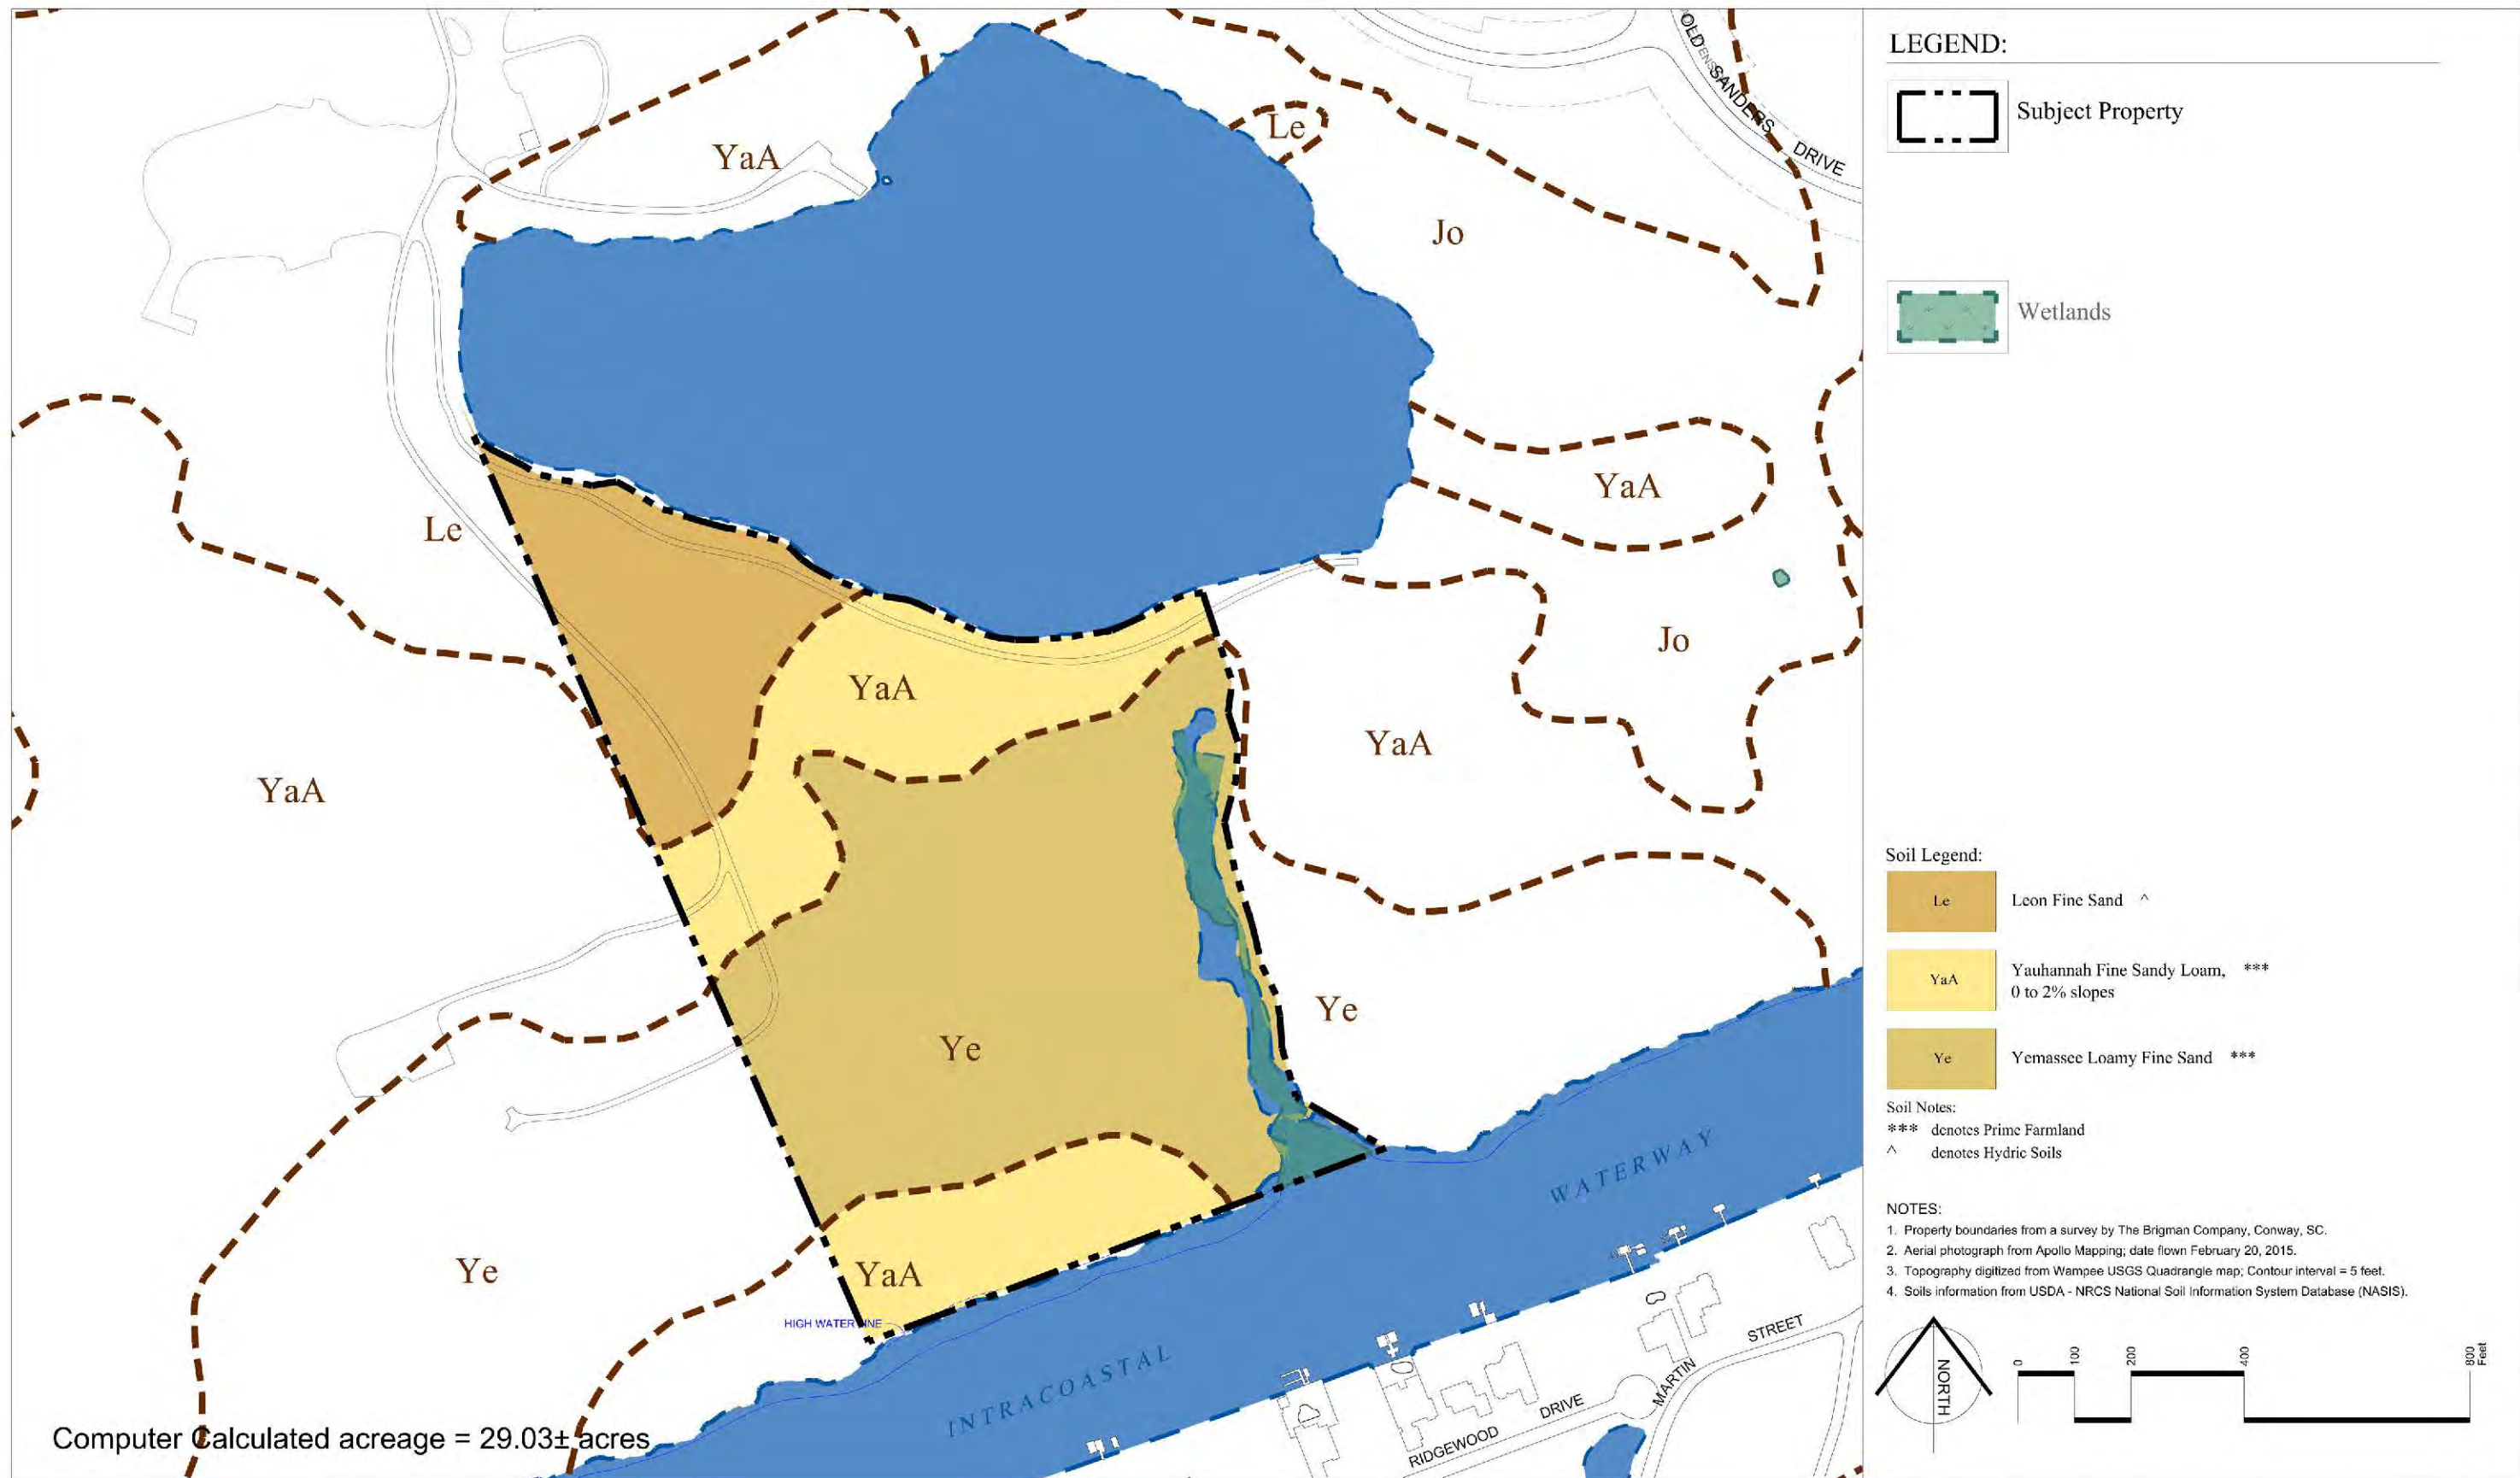 OLD SANDERS DRIVE
Le
YaA
Jo
Le
YaA
YaA
Jo
YaA
YaA
YaA
Ye
Ye
Ye
YaA
WATERWAY
INTRACOASTAL
HIGH WATER LINE
RIDGEWOOD DRIVE
MARTIN STREET
Computer Calculated acreage = 29.03± acres
LEGEND:
Subject Property
Wetlands
Soil Legend:
Le Leon Fine Sand ^
YaA Yauhannah Fine Sandy Loam, ***
0 to 2% slopes
Ye Yemassee Loamy Fine Sand ***
Soil Notes:
*** denotes Prime Farmland
^ denotes Hydric Soils
NOTES:
1. Property boundaries from a survey by The Brigman Company, Conway, SC.
2. Aerial photograph from Apollo Mapping; date flown February 20, 2015.
3. Topography digitized from Wampee USGS Quadrangle map; Contour interval = 5 feet.
4. Soils information from USDA - NRCS National Soil Information System Database (NASIS).
NORTH
0 100 200 400 800
Feet